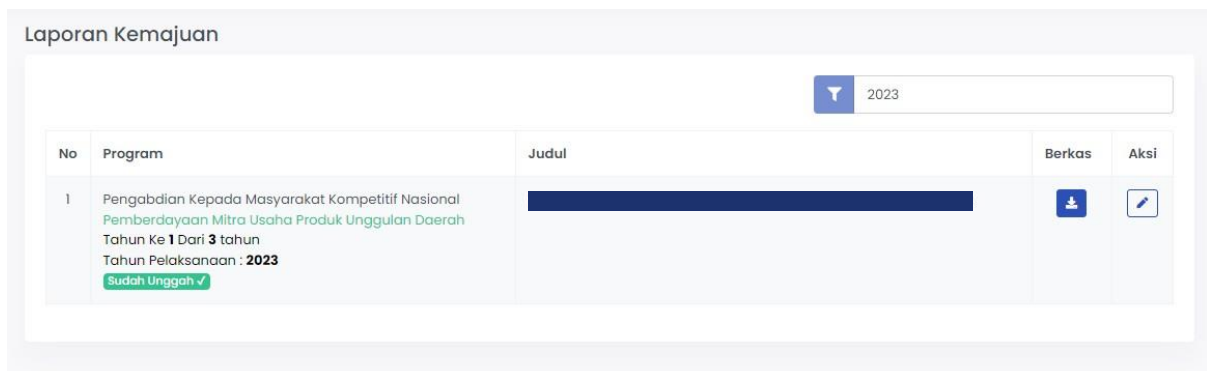 Laporan Kemajuan
2023
No Program Judul Berkas Aksi
1 Pengabdian Kepada Masyarakat Kompetitif Nasional
Pemberdayaan Mitra Usaha Produk Unggulan Daerah
Tahun Ke 1 Dari 3 tahun
Tahun Pelaksanaan : 2023
Sudah Unggah ✓